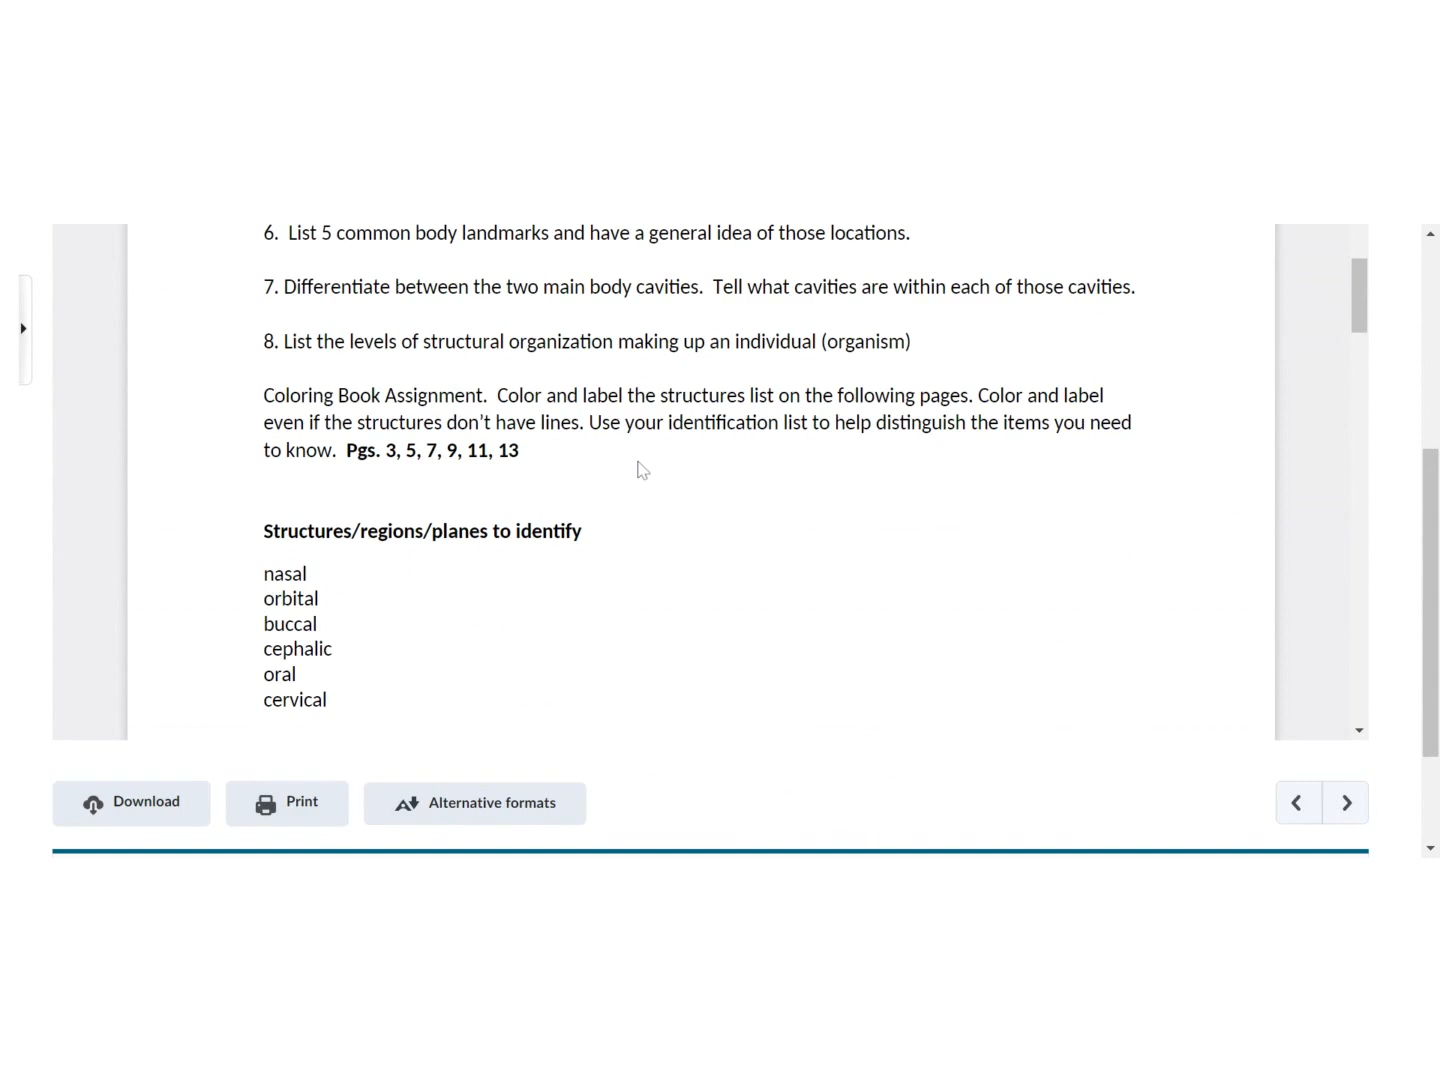 6.  List 5 common body landmarks and have a general idea of those locations.
7. Differentiate between the two main body cavities.  Tell what cavities are within each of those cavities.
8. List the levels of structural organization making up an individual (organism)
Coloring Book Assignment.  Color and label the structures list on the following pages. Color and label
even if the structures don’t have lines. Use your identification list to help distinguish the items you need
to know.  Pgs. 3, 5, 7, 9, 11, 13
Structures/regions/planes to identify
nasal
orbital
buccal
cephalic
oral
cervical
Download
Print
Alternative formats